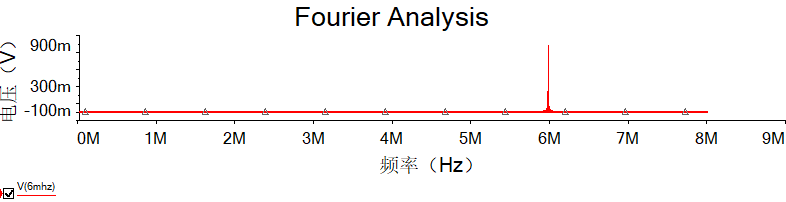 Fourier Analysis
电压（V）
900m
300m
-100m
0M 1M 2M 3M 4M 5M 6M 7M 8M 9M
频率（Hz）
V(6mhz)